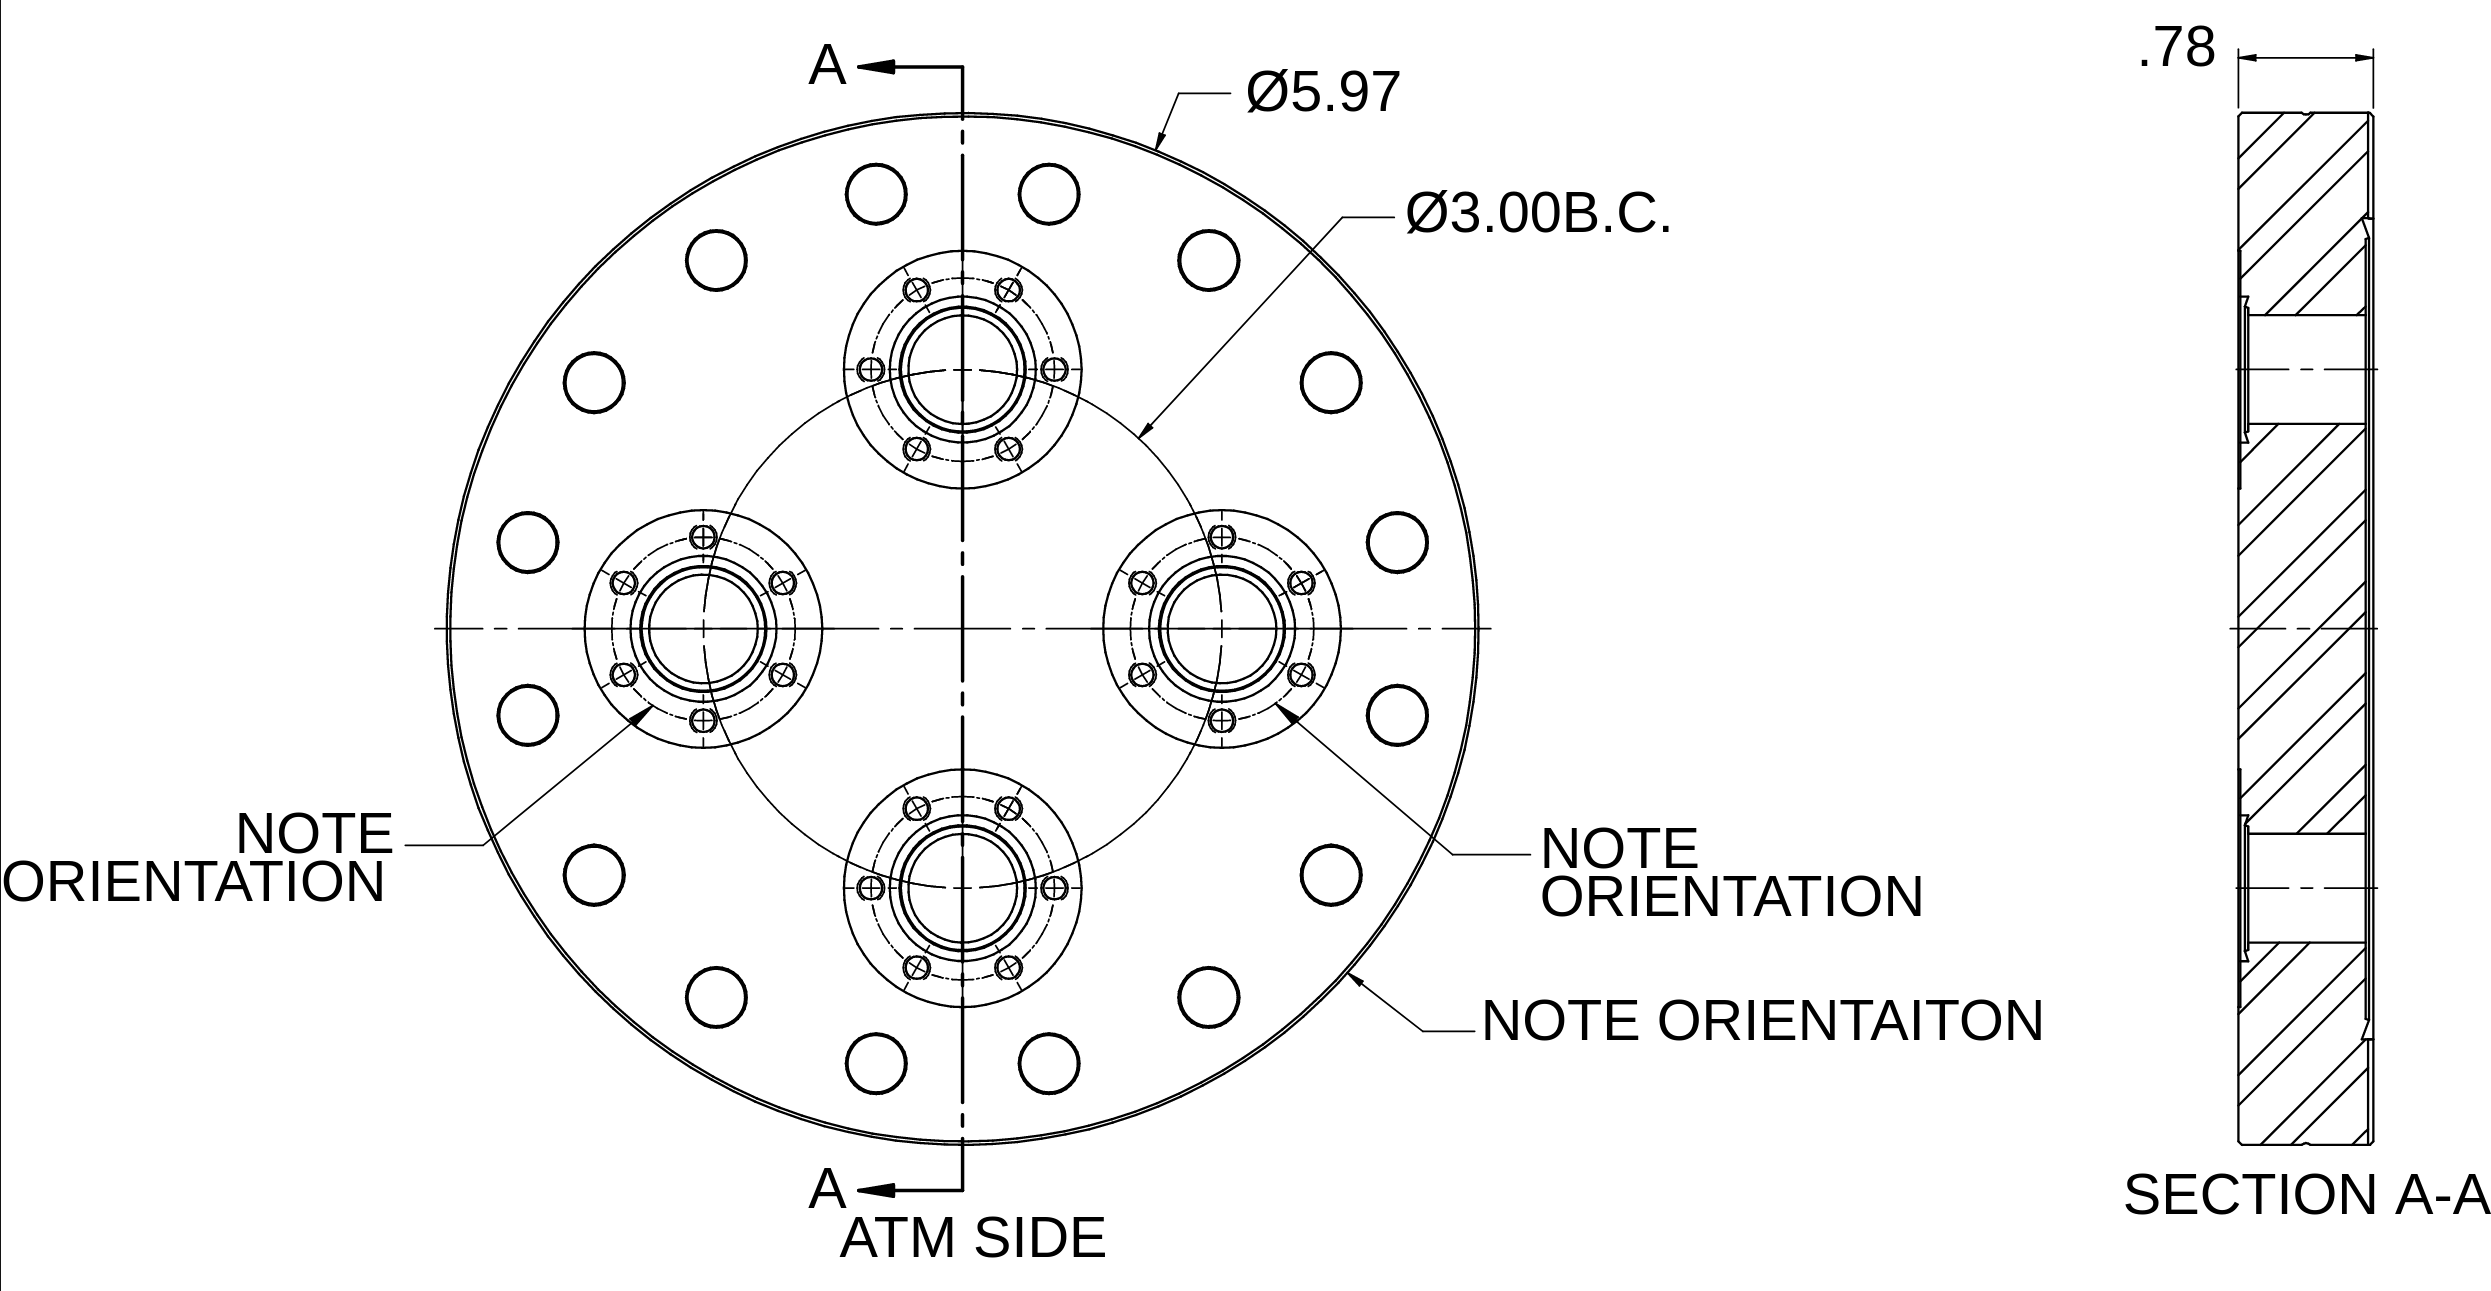 A
Ø5.97
.78
Ø3.00B.C.
NOTE
ORIENTATION
NOTE
ORIENTATION
NOTE ORIENTAITON
A
ATM SIDE
SECTION A-A